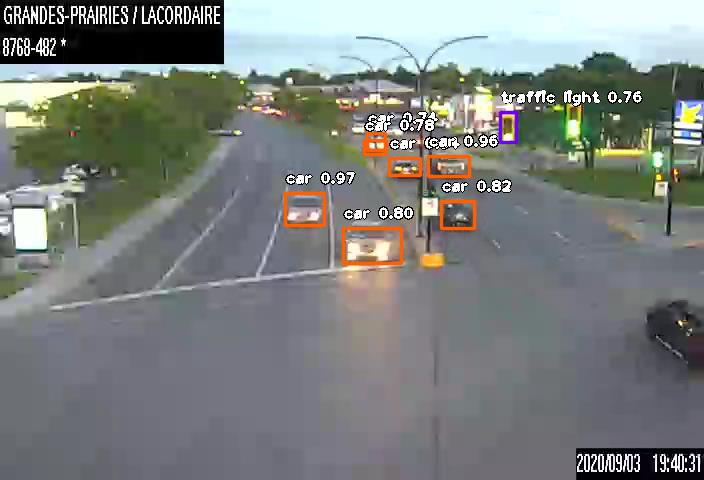 GRANDES-PRAIRIES / LACORDAIRE
8768-482 *
traffic light 0.76
car 0.78
car 0.96
car 0.97
car 0.82
car 0.80
2020/09/03 19:40:31